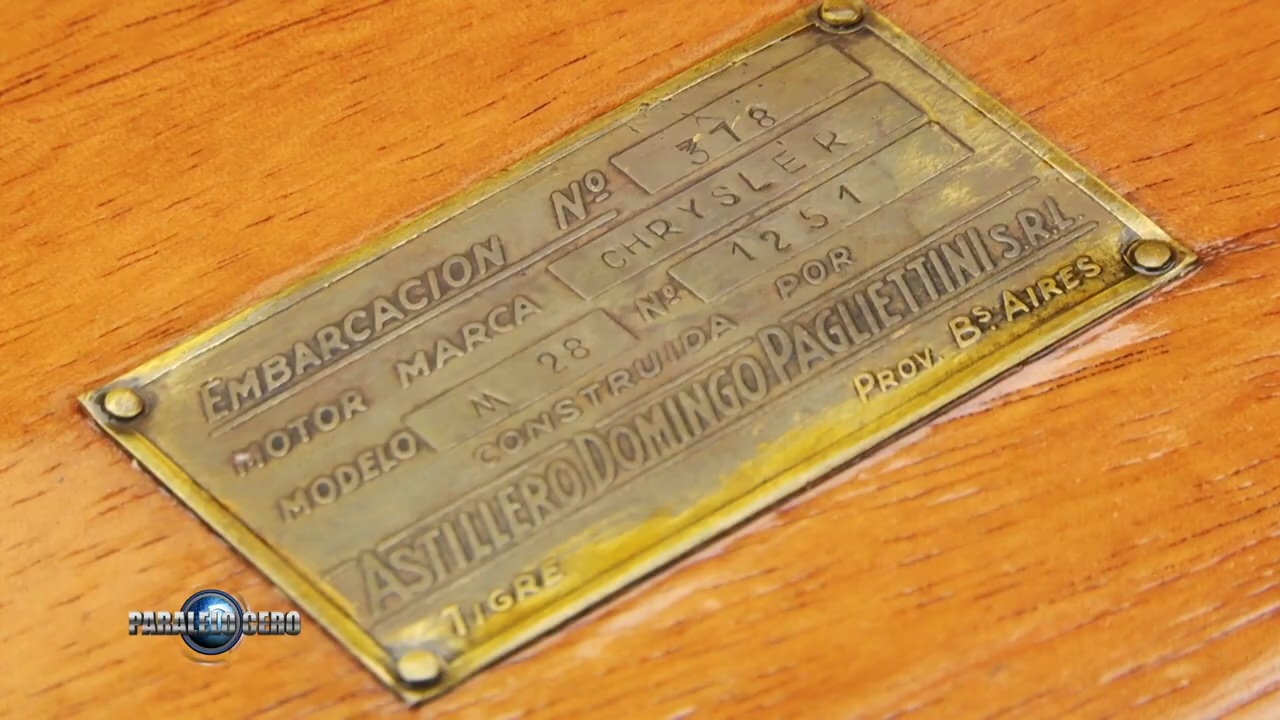 EMBARCACION Nº 378
MOTOR MARCA CHRYSLER
MODELO M 28 Nº 1251
CONSTRUIDA POR
ASTILLERO DOMINGO PAGLIETTINI S.R.L.
TIGRE PROV. Bs. AIRES
PARALELO CERO